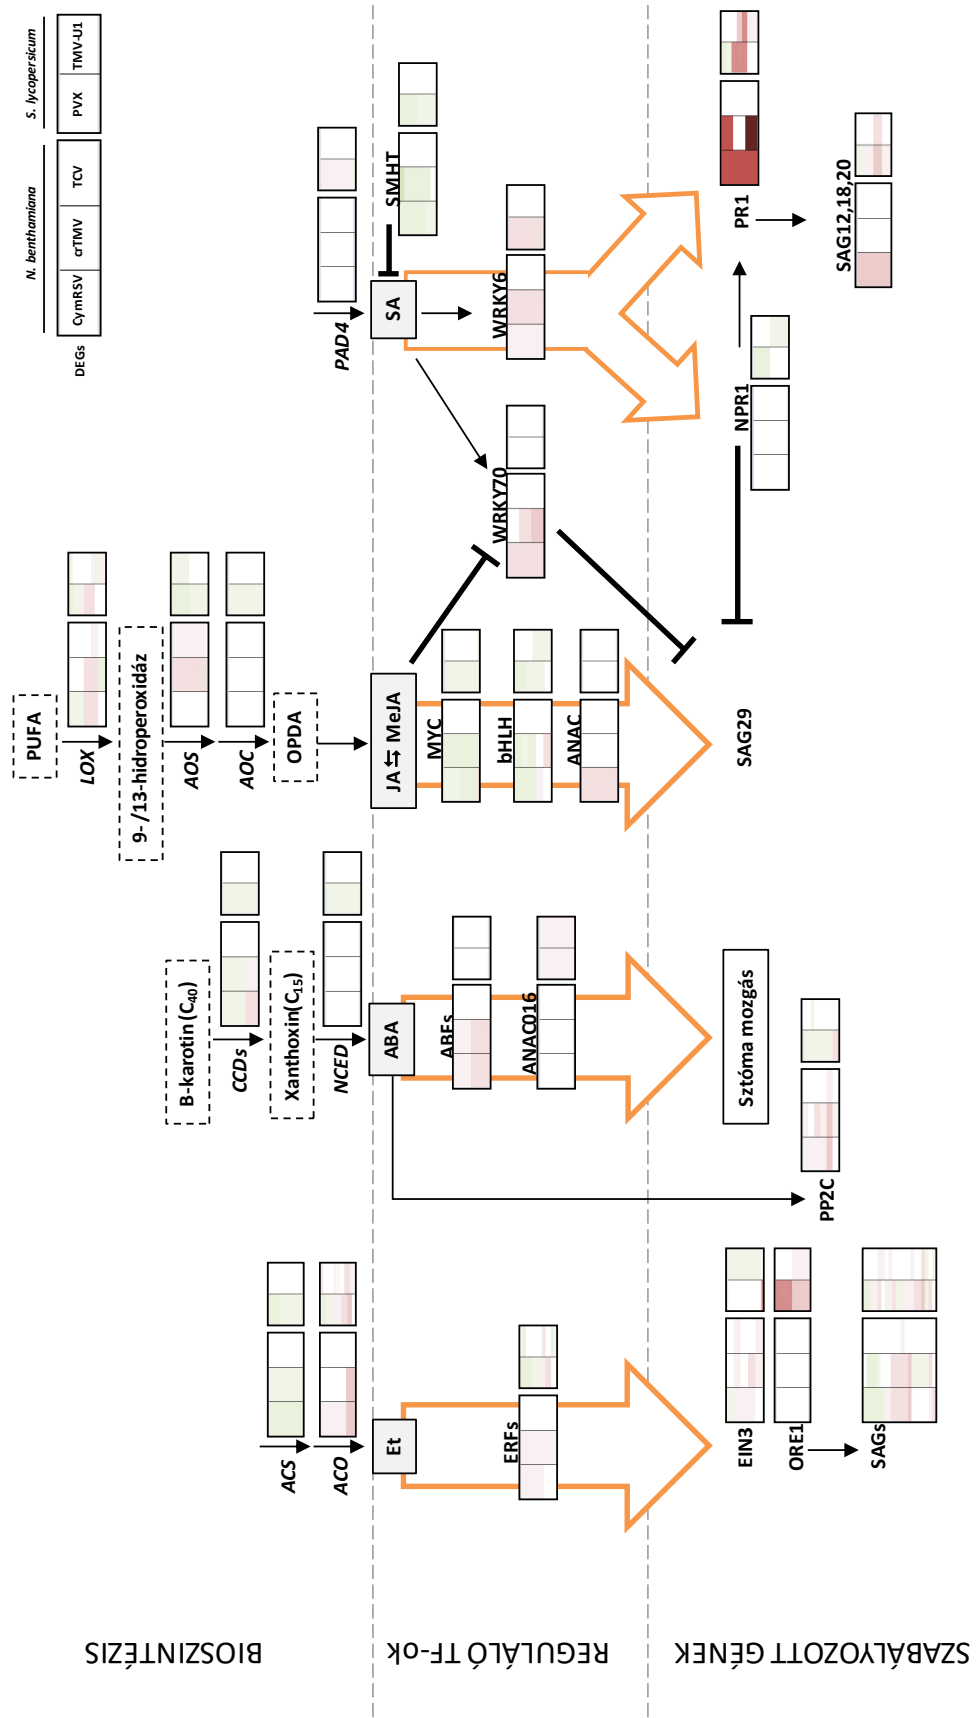 DEGs
N. benthamiana
S. lycopersicum
CymRSV
crTMV
TCV
PVX
TMV-U1
BIOSZINTÉZIS
ACS
ACO
B-karotin (C40)
CCDs
Xanthoxin(C15)
NCED
PUFA
LOX
9- /13-hidroperoxidáz
AOS
AOC
OPDA
PAD4
REGULÁLÓ TF-ok
Et
ERFs
ABA
ABFs
ANAC016
JA ⇆ MeJA
MYC
bHLH
ANAC
SA
SMHT
WRKY70
WRKY6
SZABÁLYOZOTT GÉNEK
EIN3
ORE1
SAGs
Sztóma mozgás
PP2C
SAG29
NPR1
PR1
SAG12,18,20